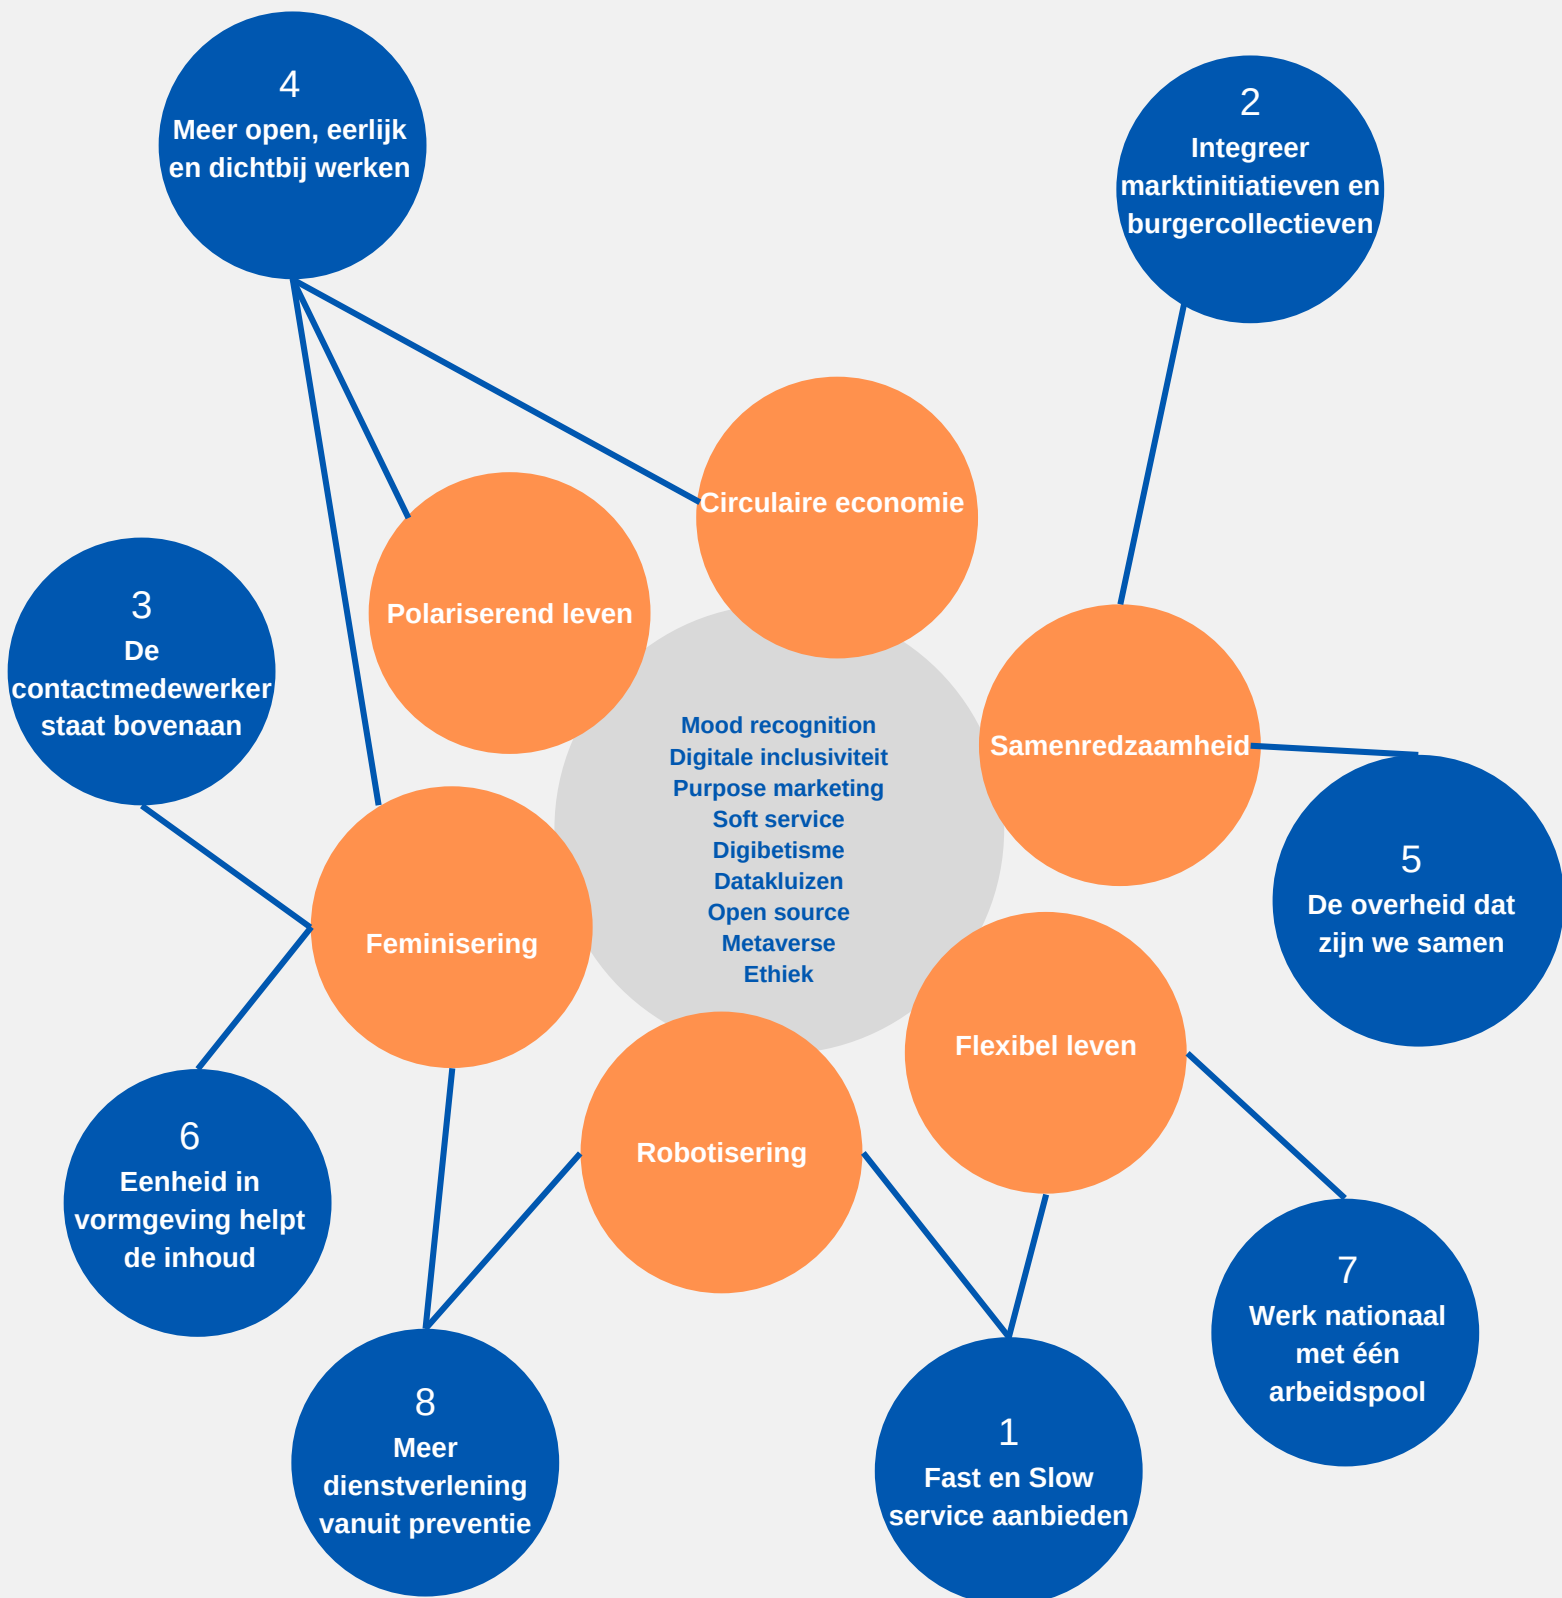 4
Meer open, eerlijk
en dichtbij werken
2
Integreer
marktinitiatieven en
burgercollectieven
Circulaire economie
3
De
contactmedewerker
staat bovenaan
Polariserend leven
Samenredzaamheid
Mood recognition
Digitale inclusiviteit
Purpose marketing
Soft service
Digibetisme
Datakluizen
Open source
Metaverse
Ethiek
5
De overheid dat
zijn we samen
Feminisering
Flexibel leven
Robotisering
6
Eenheid in
vormgeving helpt
de inhoud
7
Werk nationaal
met één
arbeidspool
8
Meer
dienstverlening
vanuit preventie
1
Fast en Slow
service aanbieden